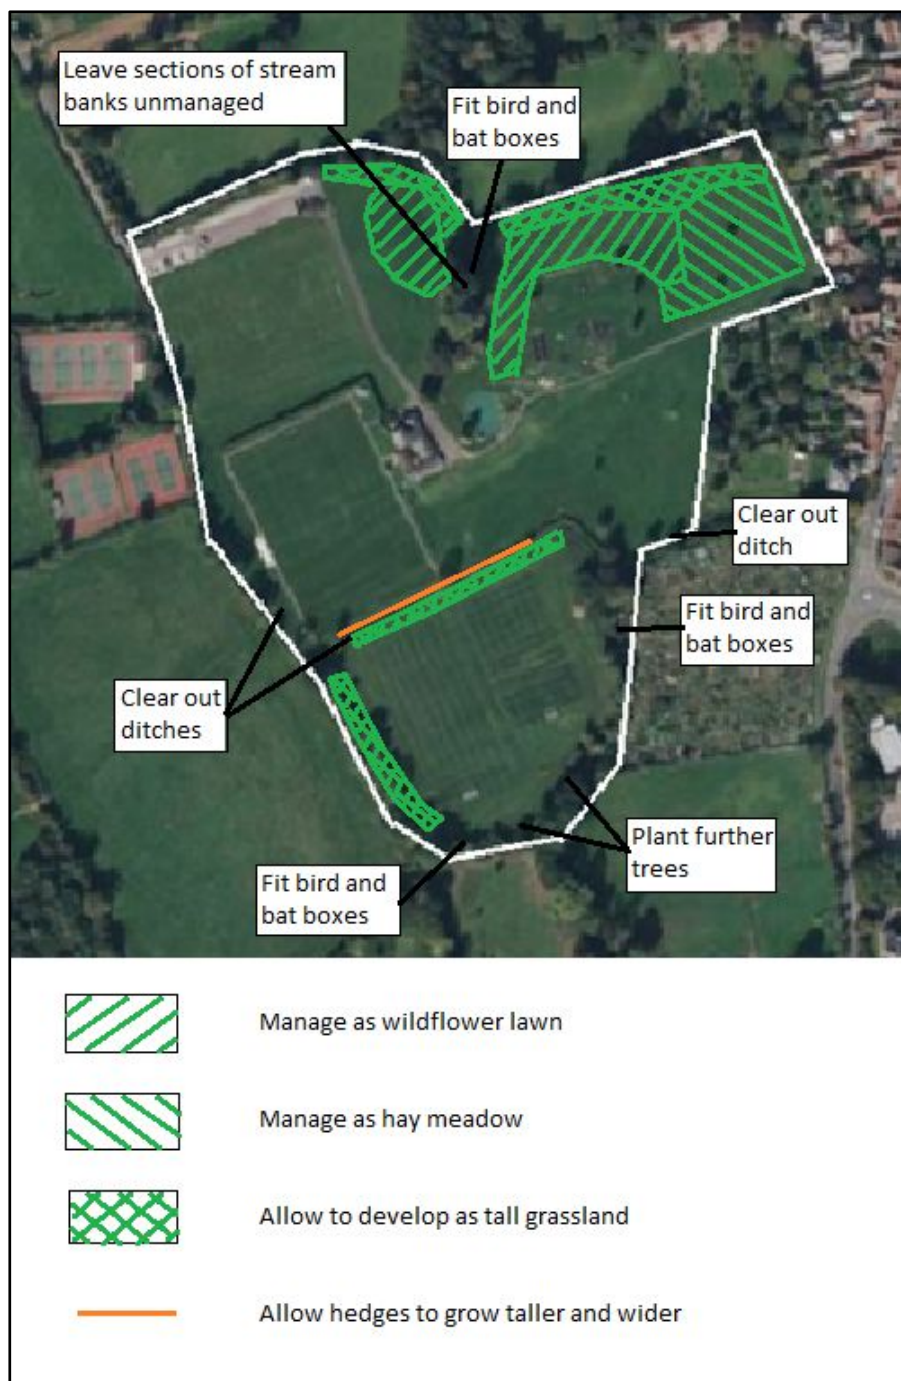 Leave sections of stream
banks unmanaged
Fit bird and
bat boxes
Clear out
ditch
Fit bird and
bat boxes
Clear out
ditches
Plant further
trees
Fit bird and
bat boxes
Manage as wildflower lawn
Manage as hay meadow
Allow to develop as tall grassland
Allow hedges to grow taller and wider